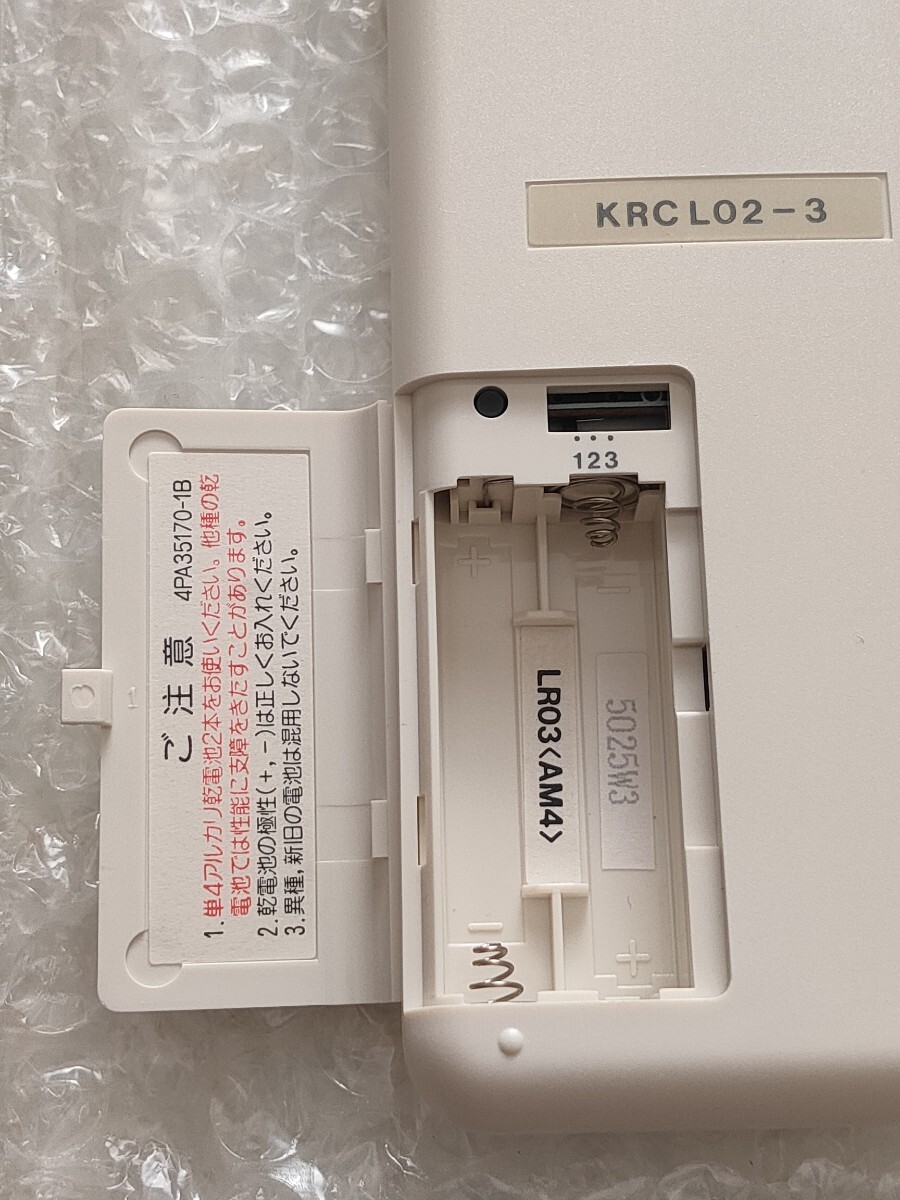 KRCL02-3
123
ご注意 4PA35170-1B
1. 単4アルカリ乾電池2本をお使いください。他種の乾
電池では性能に支障をきたすことがあります。
2. 乾電池の極性(+,-)は正しくお入れください。
3. 異種,新旧の電池は混用しないでください。
LR03<AM4>
5025W3